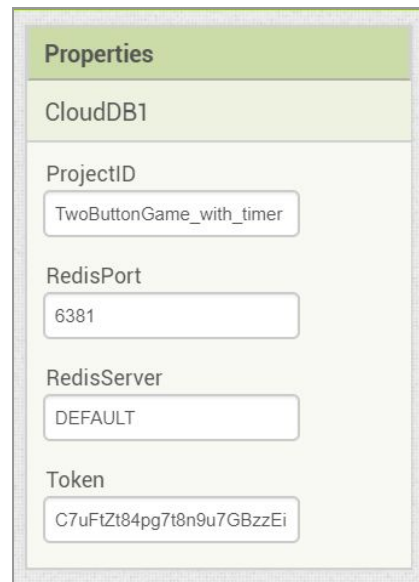 Properties
CloudDB1
ProjectID
TwoButtonGame_with_timer
RedisPort
6381
RedisServer
DEFAULT
Token
C7uFtZt84pg7t8n9u7GBzzEi